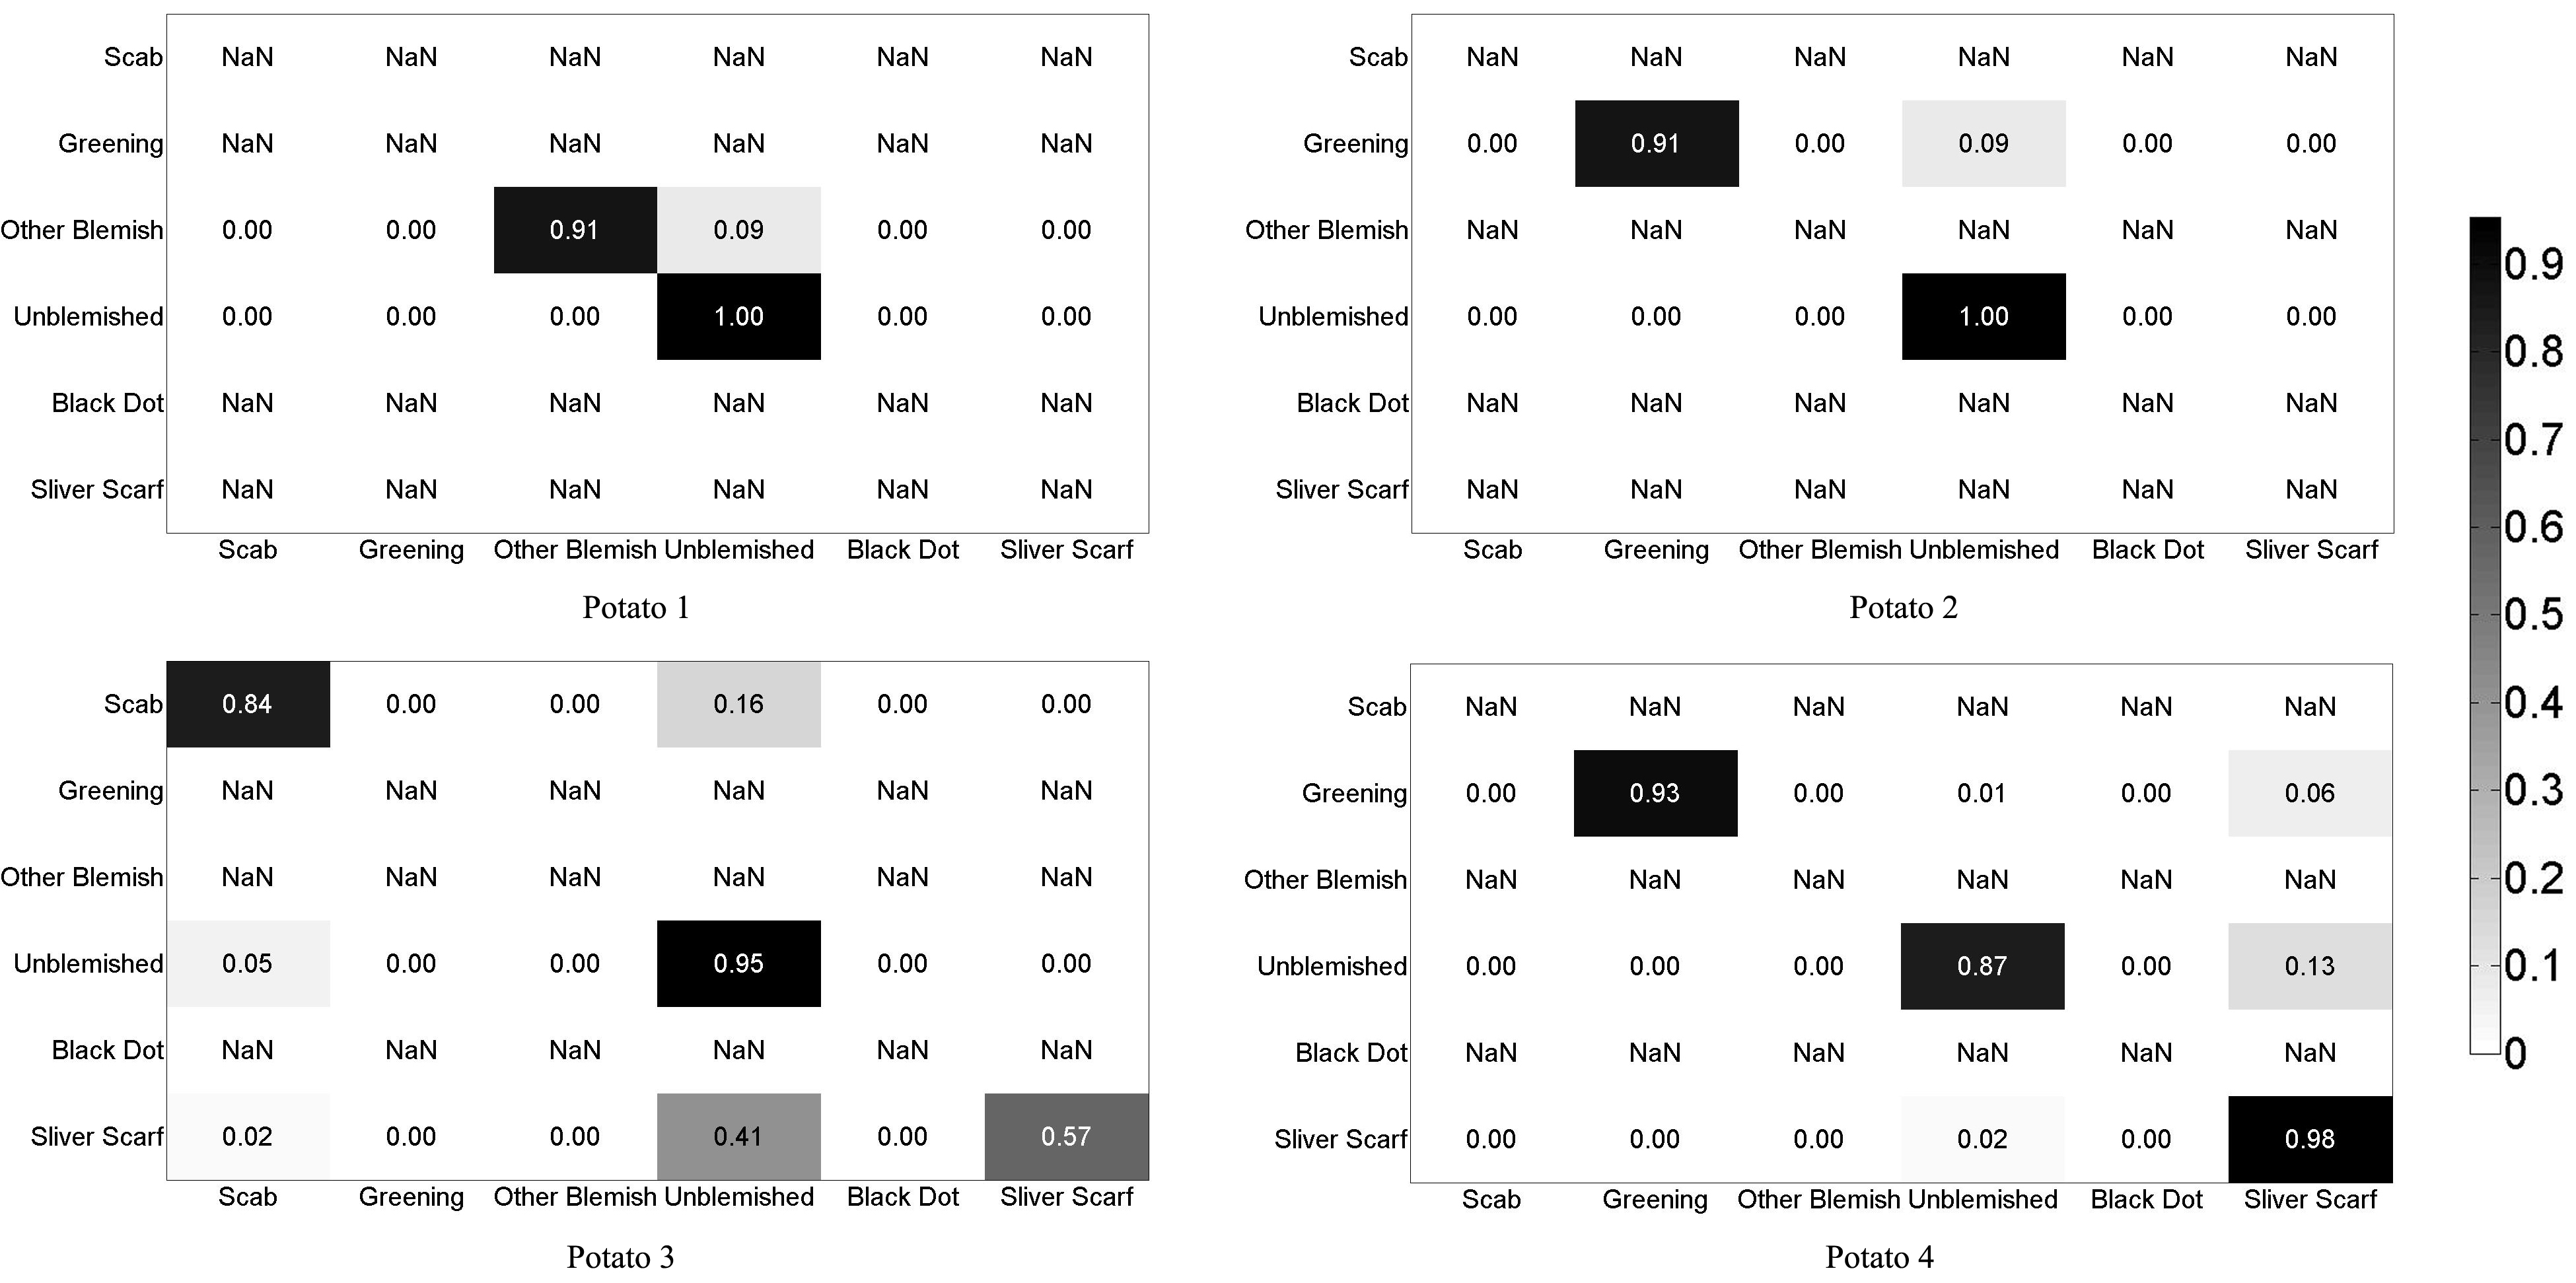 Scab NaN NaN NaN NaN NaN NaN
Greening NaN NaN NaN NaN NaN NaN
Other Blemish 0.00 0.00 0.91 0.09 0.00 0.00
Unblemished 0.00 0.00 0.00 1.00 0.00 0.00
Black Dot NaN NaN NaN NaN NaN NaN
Sliver Scarf NaN NaN NaN NaN NaN NaN
Scab Greening Other Blemish Unblemished Black Dot Sliver Scarf
Potato 1
Scab NaN NaN NaN NaN NaN NaN
Greening 0.00 0.91 0.00 0.09 0.00 0.00
Other Blemish NaN NaN NaN NaN NaN NaN
Unblemished 0.00 0.00 0.00 1.00 0.00 0.00
Black Dot NaN NaN NaN NaN NaN NaN
Sliver Scarf NaN NaN NaN NaN NaN NaN
Scab Greening Other Blemish Unblemished Black Dot Sliver Scarf
Potato 2
Scab 0.84 0.00 0.00 0.16 0.00 0.00
Greening NaN NaN NaN NaN NaN NaN
Other Blemish NaN NaN NaN NaN NaN NaN
Unblemished 0.05 0.00 0.00 0.95 0.00 0.00
Black Dot NaN NaN NaN NaN NaN NaN
Sliver Scarf 0.02 0.00 0.00 0.41 0.00 0.57
Scab Greening Other Blemish Unblemished Black Dot Sliver Scarf
Potato 3
Scab NaN NaN NaN NaN NaN NaN
Greening 0.00 0.93 0.00 0.01 0.00 0.06
Other Blemish NaN NaN NaN NaN NaN NaN
Unblemished 0.00 0.00 0.00 0.87 0.00 0.13
Black Dot NaN NaN NaN NaN NaN NaN
Sliver Scarf 0.00 0.00 0.00 0.02 0.00 0.98
Scab Greening Other Blemish Unblemished Black Dot Sliver Scarf
Potato 4
0.9
0.8
0.7
0.6
0.5
0.4
0.3
0.2
0.1
0